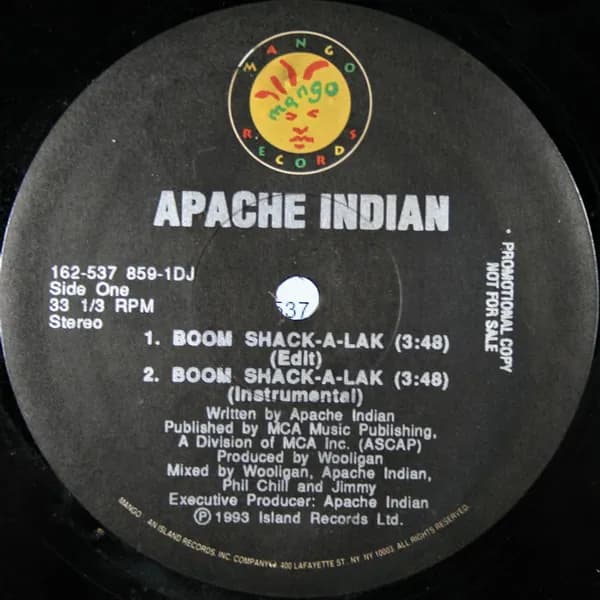 MANGO
mango
RECORDS
APACHE INDIAN
162-537 859-1DJ
Side One
33 1/3 RPM
Stereo
• PROMOTIONAL COPY
NOT FOR SALE
537
1. BOOM SHACK-A-LAK (3:48)
(Edit)
2. BOOM SHACK-A-LAK (3:48)
(Instrumental)
Written by Apache Indian
Published by MCA Music Publishing,
A Division of MCA Inc. (ASCAP)
Produced by Wooligan
Mixed by Wooligan, Apache Indian,
Phil Chill and Jimmy
Executive Producer: Apache Indian
Ⓟ 1993 Island Records Ltd.
MANGO: AN ISLAND RECORDS, INC. COMPANY 400 LAFAYETTE ST., NY, NY 10003. ALL RIGHTS RESERVED.